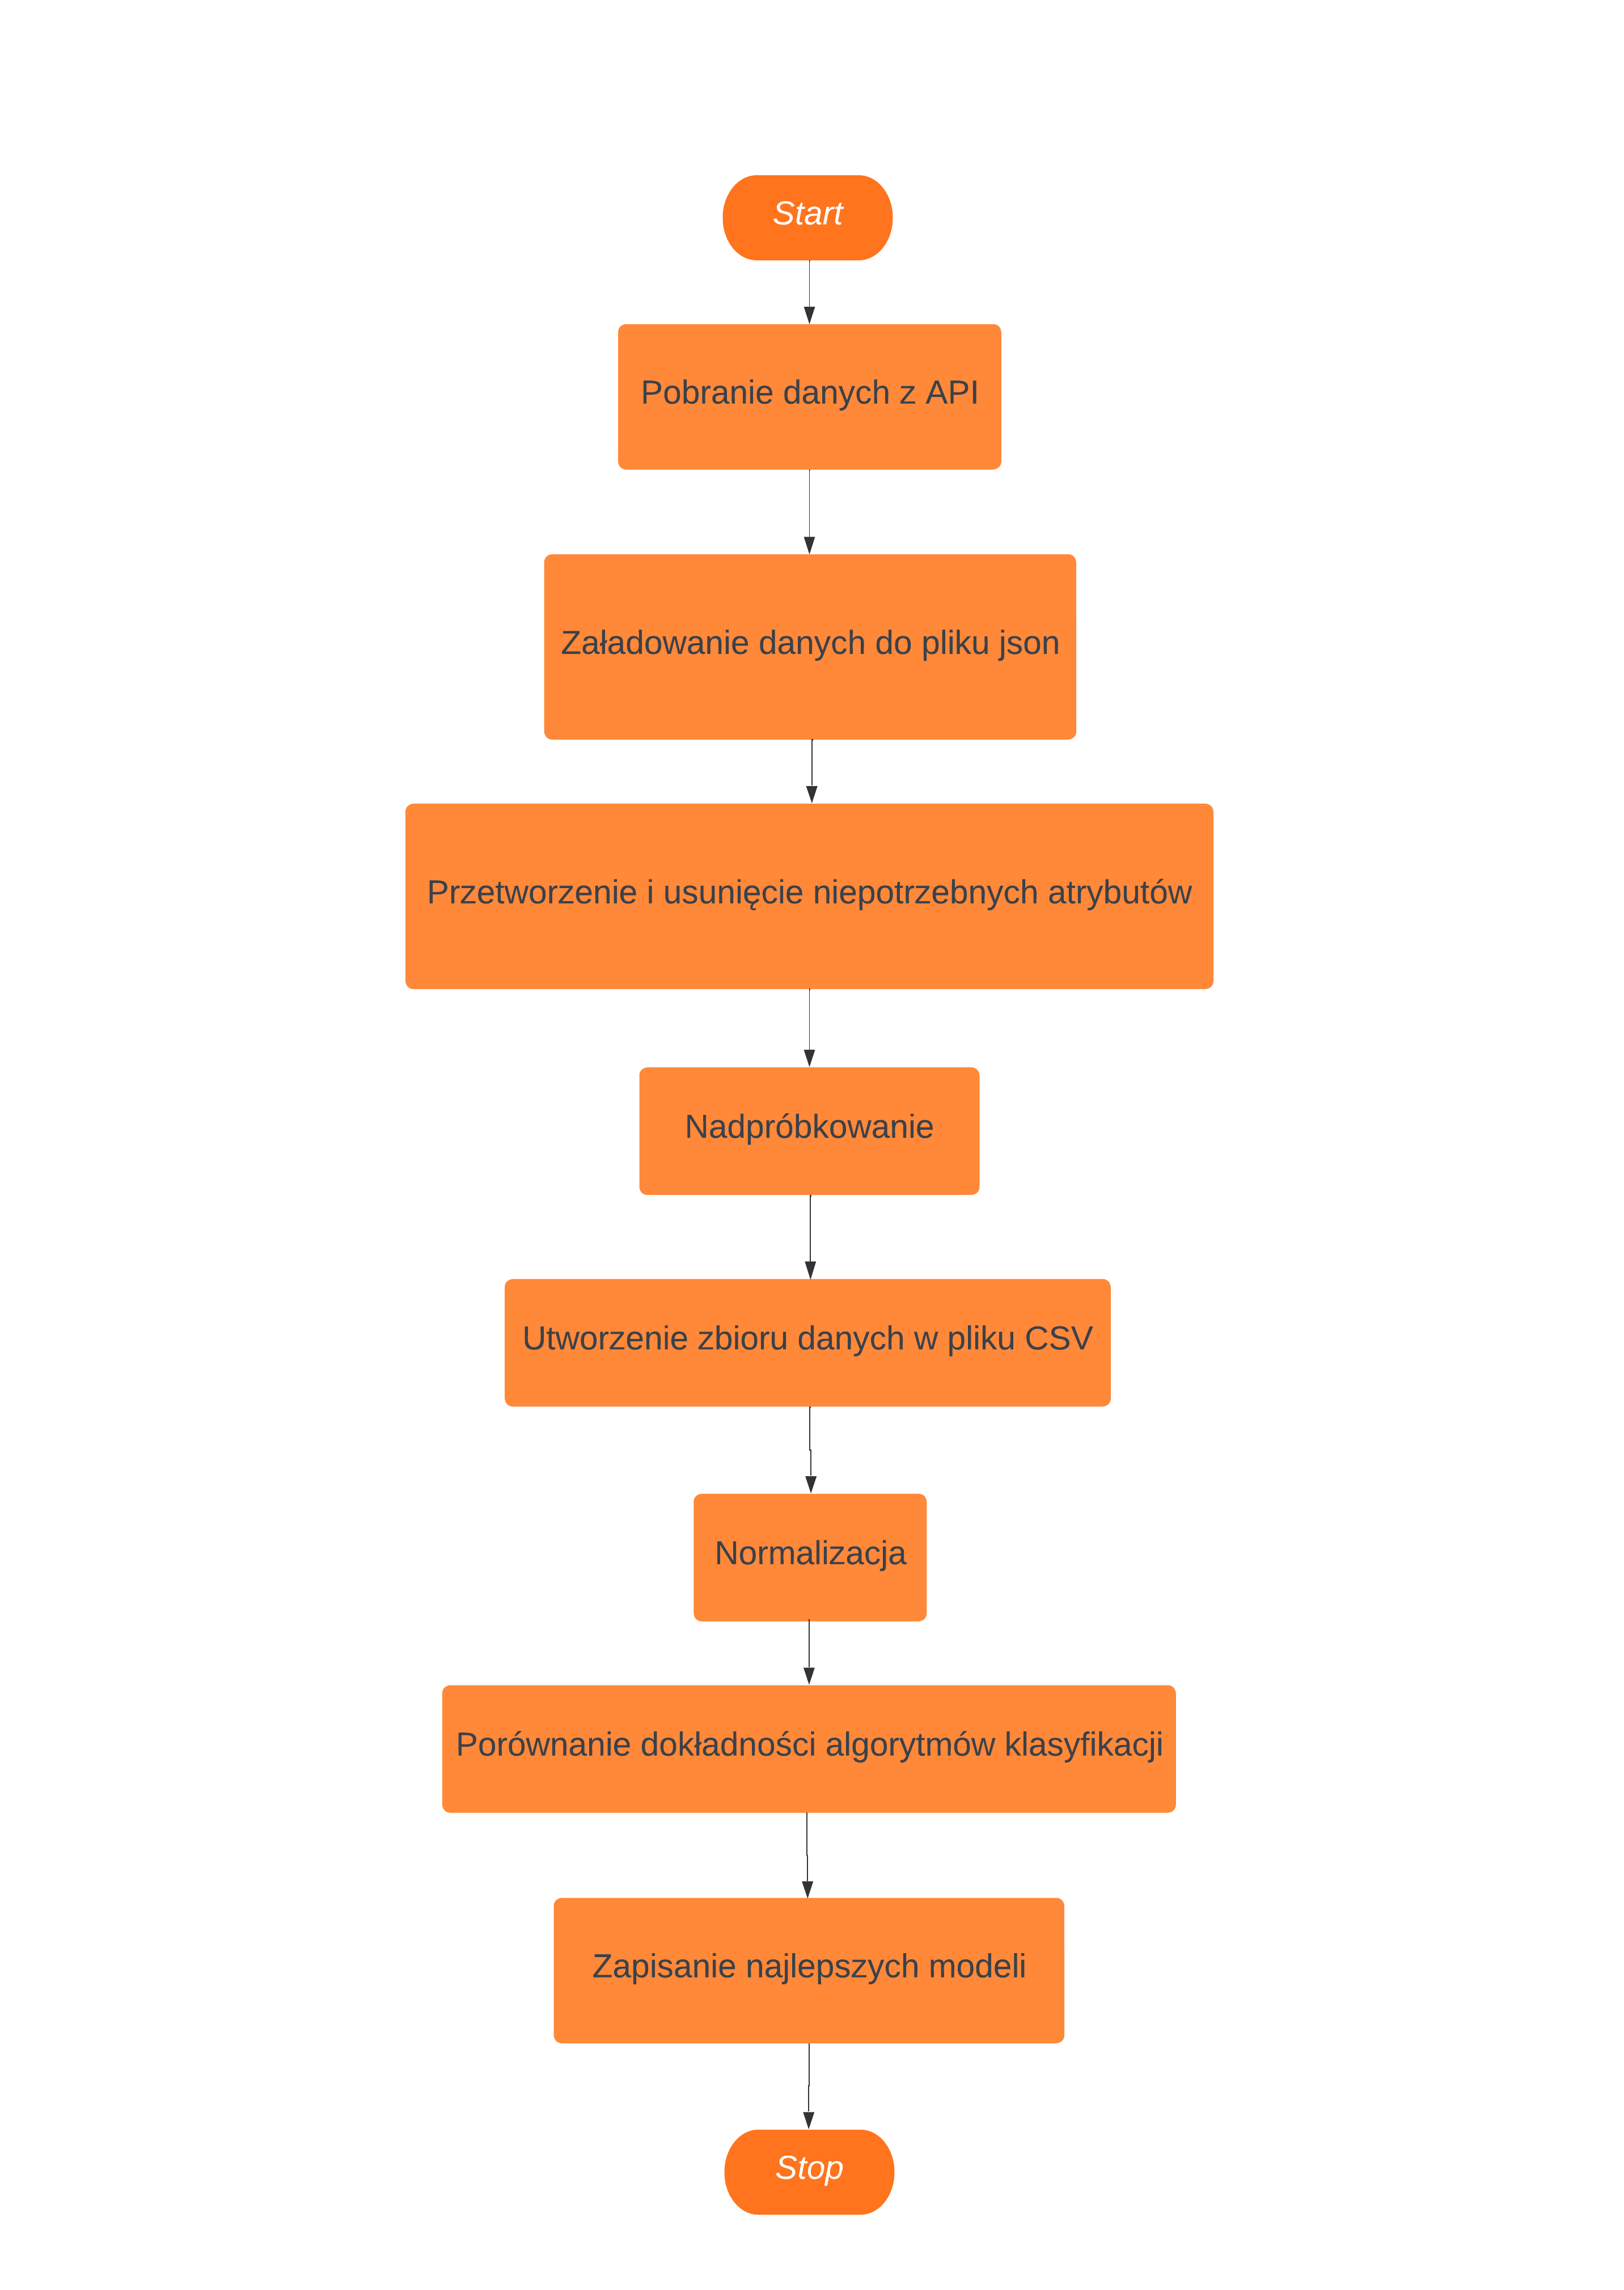 Start
Pobranie danych z API
Załadowanie danych do pliku json
Przetworzenie i usunięcie niepotrzebnych atrybutów
Nadpróbkowanie
Utworzenie zbioru danych w pliku CSV
Normalizacja
Porównanie dokładności algorytmów klasyfikacji
Zapisanie najlepszych modeli
Stop